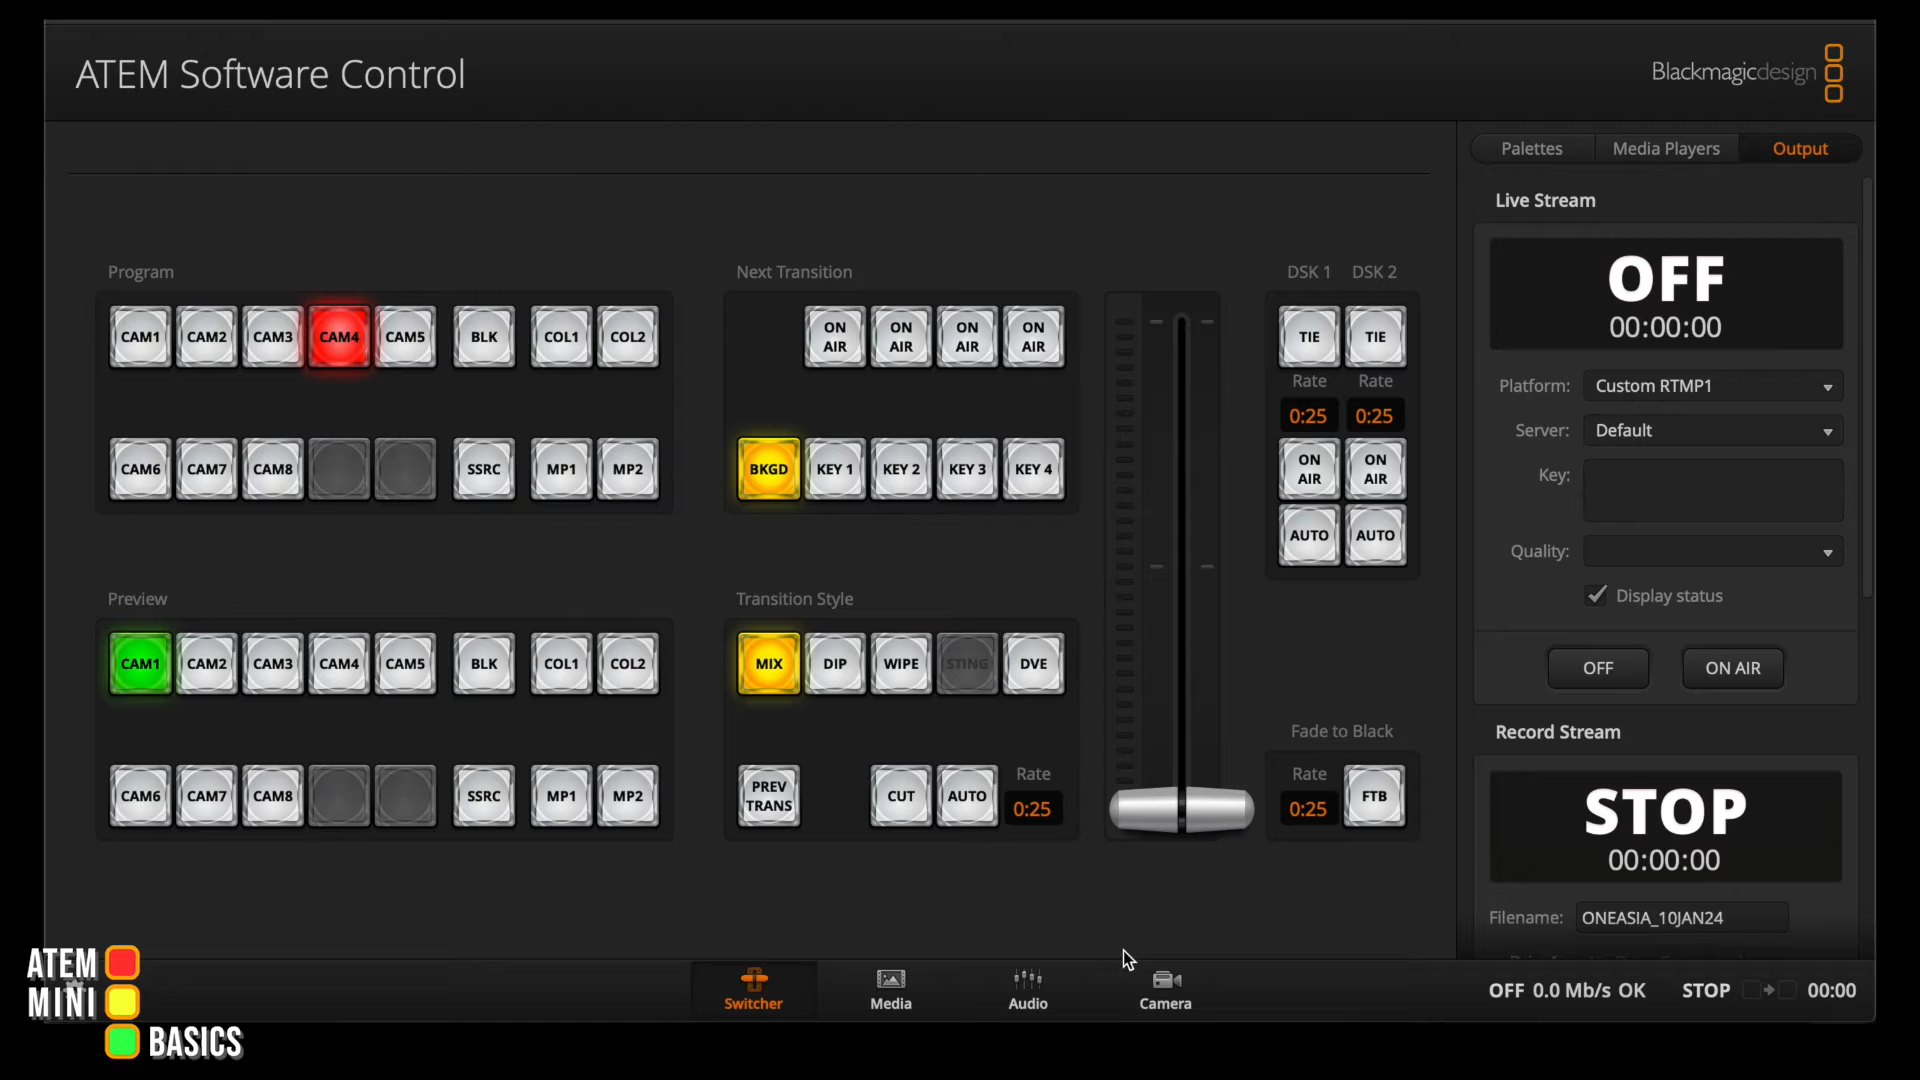 ATEM Software Control
Blackmagicdesign
Palettes Media Players Output
Live Stream
OFF
00:00:00
Platform: Custom RTMP1
Server: Default
Key:
Quality:
Display status
OFF ON AIR
Record Stream
STOP
00:00:00
Filename: ONEASIA_10JAN24
Program
CAM1 CAM2 CAM3 CAM4 CAM5 BLK COL1 COL2
CAM6 CAM7 CAM8 SSRC MP1 MP2
Next Transition
ON AIR ON AIR ON AIR ON AIR
BKGD KEY 1 KEY 2 KEY 3 KEY 4
DSK 1 DSK 2
TIE TIE
Rate Rate
0:25 0:25
ON AIR ON AIR
AUTO AUTO
Preview
CAM1 CAM2 CAM3 CAM4 CAM5 BLK COL1 COL2
CAM6 CAM7 CAM8 SSRC MP1 MP2
Transition Style
MIX DIP WIPE STING DVE
PREV TRANS CUT AUTO Rate
0:25
Fade to Black
Rate FTB
0:25
ATEM
MINI
BASICS
Switcher Media Audio Camera
OFF 0.0 Mb/s OK STOP 00:00